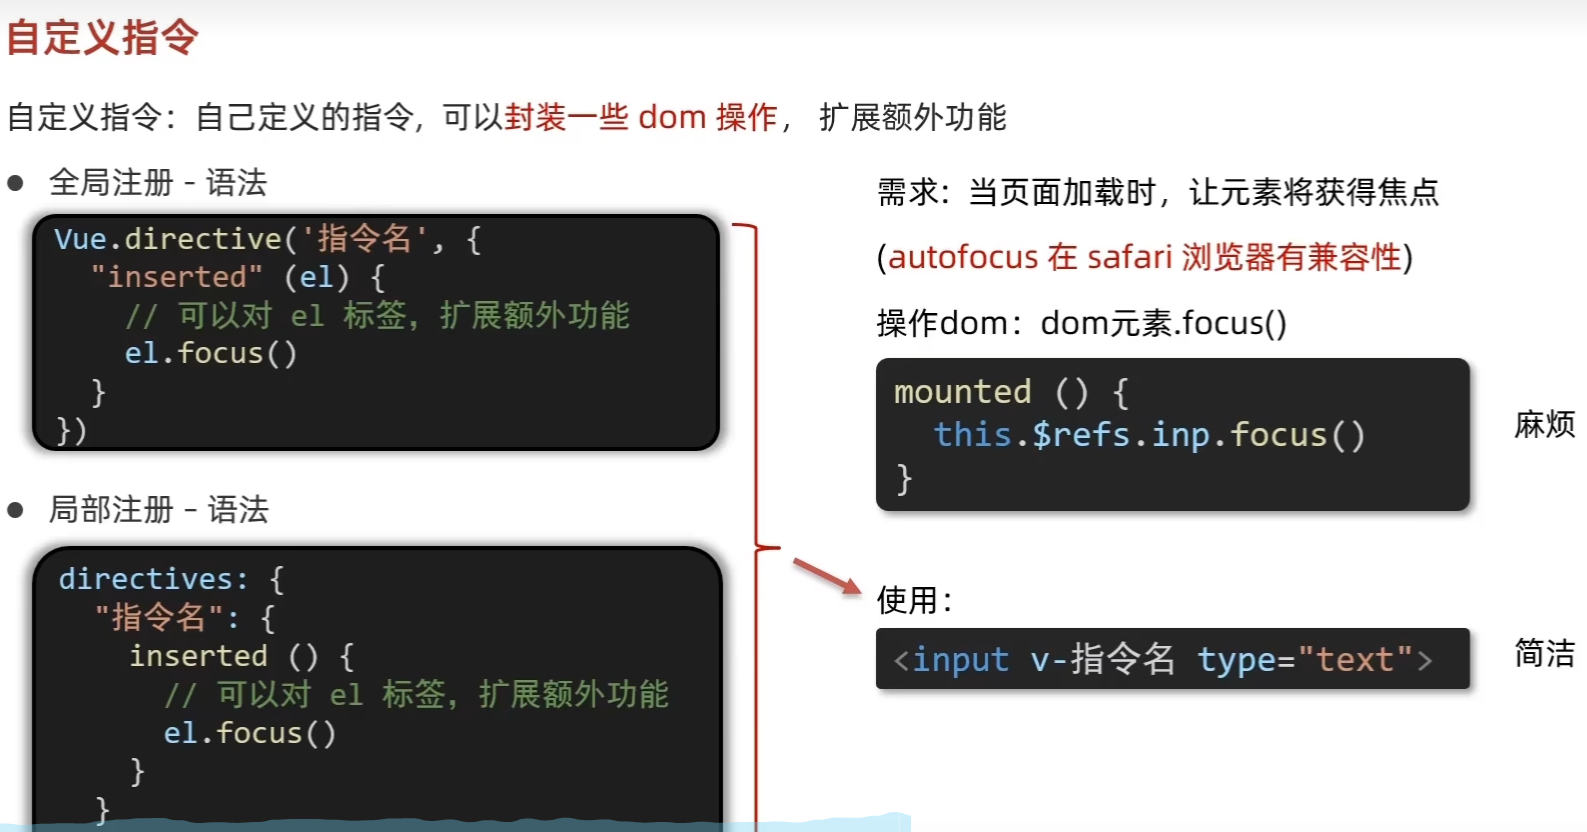 自定义指令
自定义指令：自己定义的指令，可以封装一些 dom 操作， 扩展额外功能
● 全局注册 - 语法
Vue.directive('指令名', {
"inserted" (el) {
// 可以对 el 标签，扩展额外功能
el.focus()
}
})
● 局部注册 – 语法
directives: {
"指令名": {
inserted () {
// 可以对 el 标签，扩展额外功能
el.focus()
}
}
需求：当页面加载时，让元素将获得焦点
(autofocus 在 safari 浏览器有兼容性)
操作dom：dom元素.focus()
mounted () {
this.$refs.inp.focus()
}
麻烦
使用：
<input v-指令名 type="text">
简洁